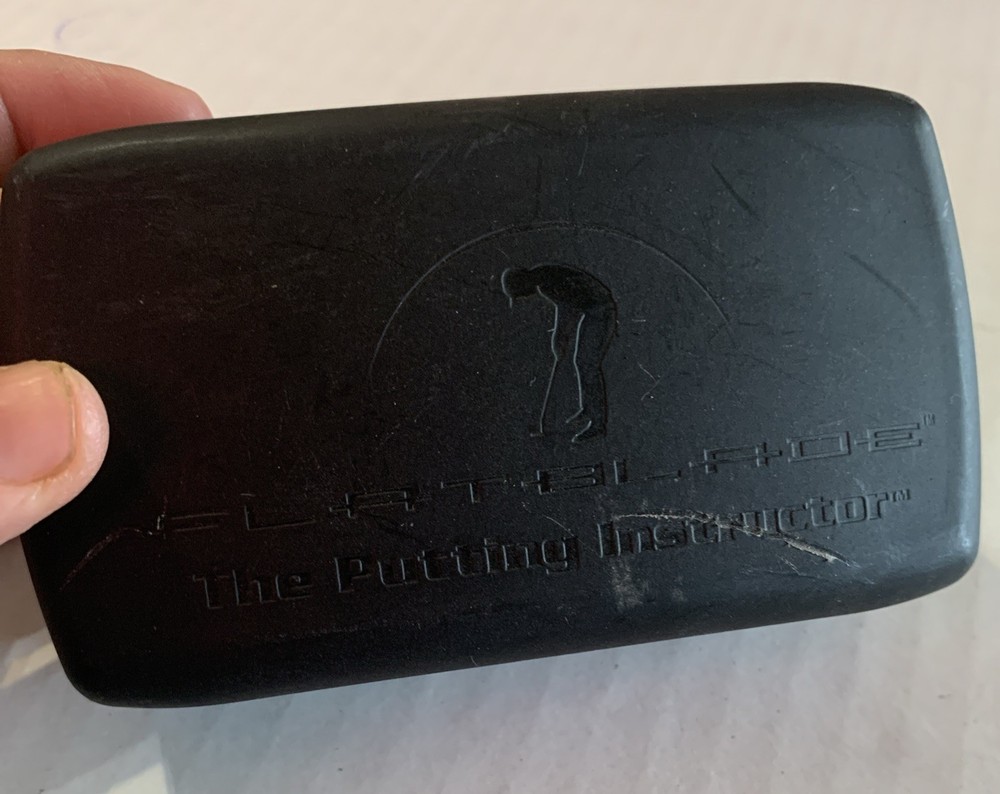 FLATBLADE™
The Putting Instructor™